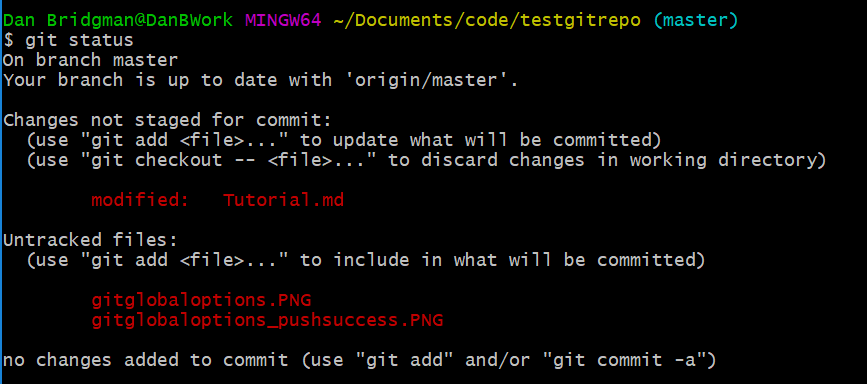 Dan Bridgman@DanBWork MINGW64 ~/Documents/code/testgitrepo (master)
$ git status
On branch master
Your branch is up to date with 'origin/master'.
Changes not staged for commit:
(use "git add <file>..." to update what will be committed)
(use "git checkout -- <file>..." to discard changes in working directory)
modified: Tutorial.md
Untracked files:
(use "git add <file>..." to include in what will be committed)
gitglobaloptions.PNG
gitglobaloptions_pushsuccess.PNG
no changes added to commit (use "git add" and/or "git commit -a")